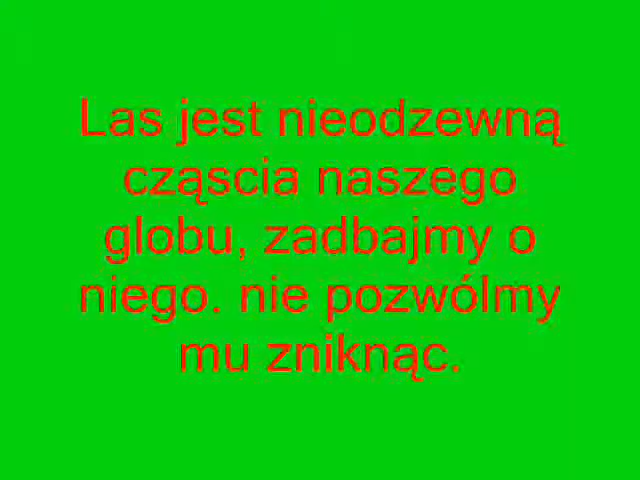 Las jest nieodzewną
cząscia naszego
globu, zadbajmy o
niego. nie pozwólmy
mu zniknąc.